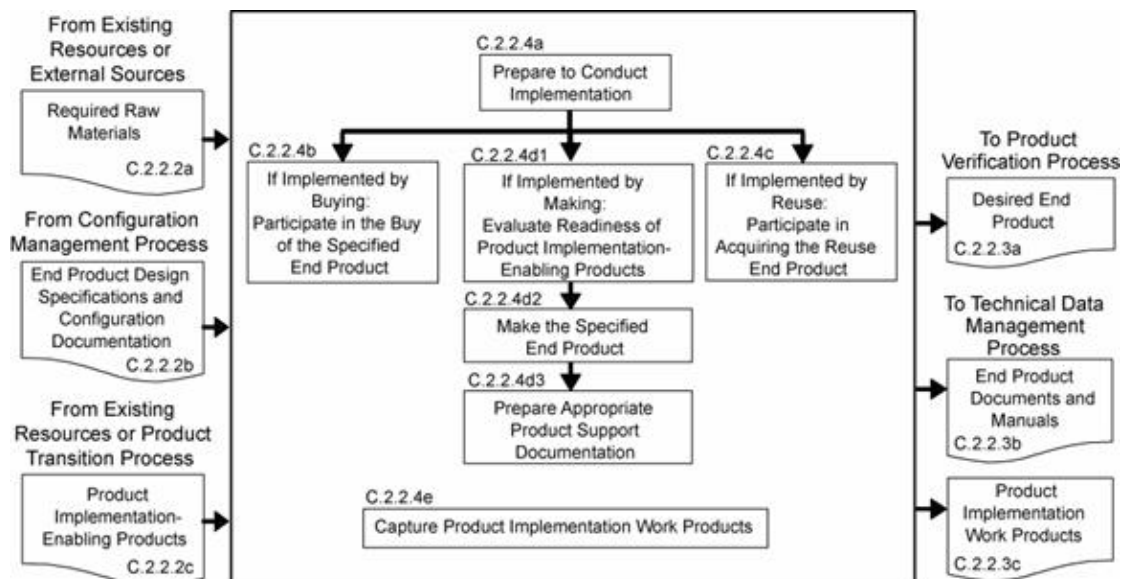 From Existing
Resources or
External Sources
Required Raw
Materials
C.2.2.2a
From Configuration
Management Process
End Product Design
Specifications and
Configuration
Documentation
C.2.2.2b
From Existing
Resources or Product
Transition Process
Product
Implementation-
Enabling Products
C.2.2.2c
C.2.2.4a
Prepare to Conduct
Implementation
C.2.2.4b
If Implemented by
Buying:
Participate in the Buy
of the Specified
End Product
C.2.2.4d1
If Implemented by
Making:
Evaluate Readiness of
Product Implementation-
Enabling Products
C.2.2.4c
If Implemented by
Reuse:
Participate in
Acquiring the Reuse
End Product
C.2.2.4d2
Make the Specified
End Product
C.2.2.4d3
Prepare Appropriate
Product Support
Documentation
C.2.2.4e
Capture Product Implementation Work Products
To Product
Verification Process
Desired End
Product
C.2.2.3a
To Technical Data
Management
Process
End Product
Documents and
Manuals
C.2.2.3b
Product
Implementation
Work Products
C.2.2.3c